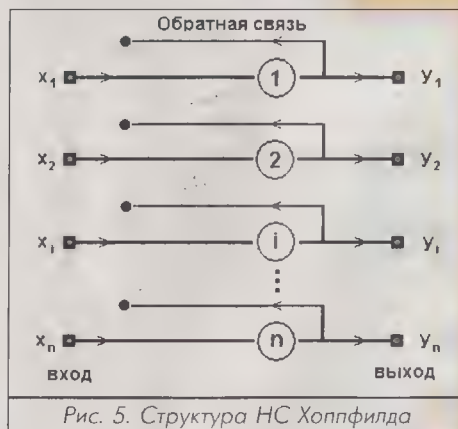 Обратная связь
x1 1 y1
x2 2 y2
xi i yi
xn n yn
вход выход
Рис. 5. Структура НС Хоппфилда